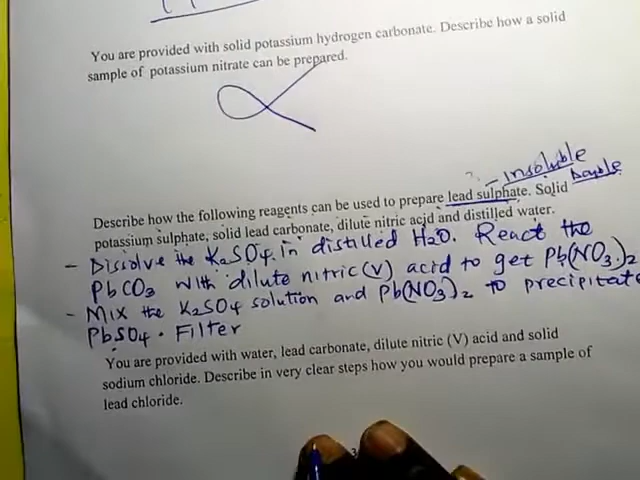 You are provided with solid potassium hydrogen carbonate. Describe how a solid
sample of potassium nitrate can be prepared.
- Insoluble
Double
Describe how the following reagents can be used to prepare lead sulphate. Solid
potassium sulphate, solid lead carbonate, dilute nitric acid and distilled water.
- Dissolve the K₂SO₄ in distilled H₂O. React the
PbCO₃ with dilute nitric(V) acid to get Pb(NO₃)₂
- Mix the K₂SO₄ solution and Pb(NO₃)₂ to precipitate
PbSO₄. Filter
You are provided with water, lead carbonate, dilute nitric (V) acid and solid
sodium chloride. Describe in very clear steps how you would prepare a sample of
lead chloride.
3